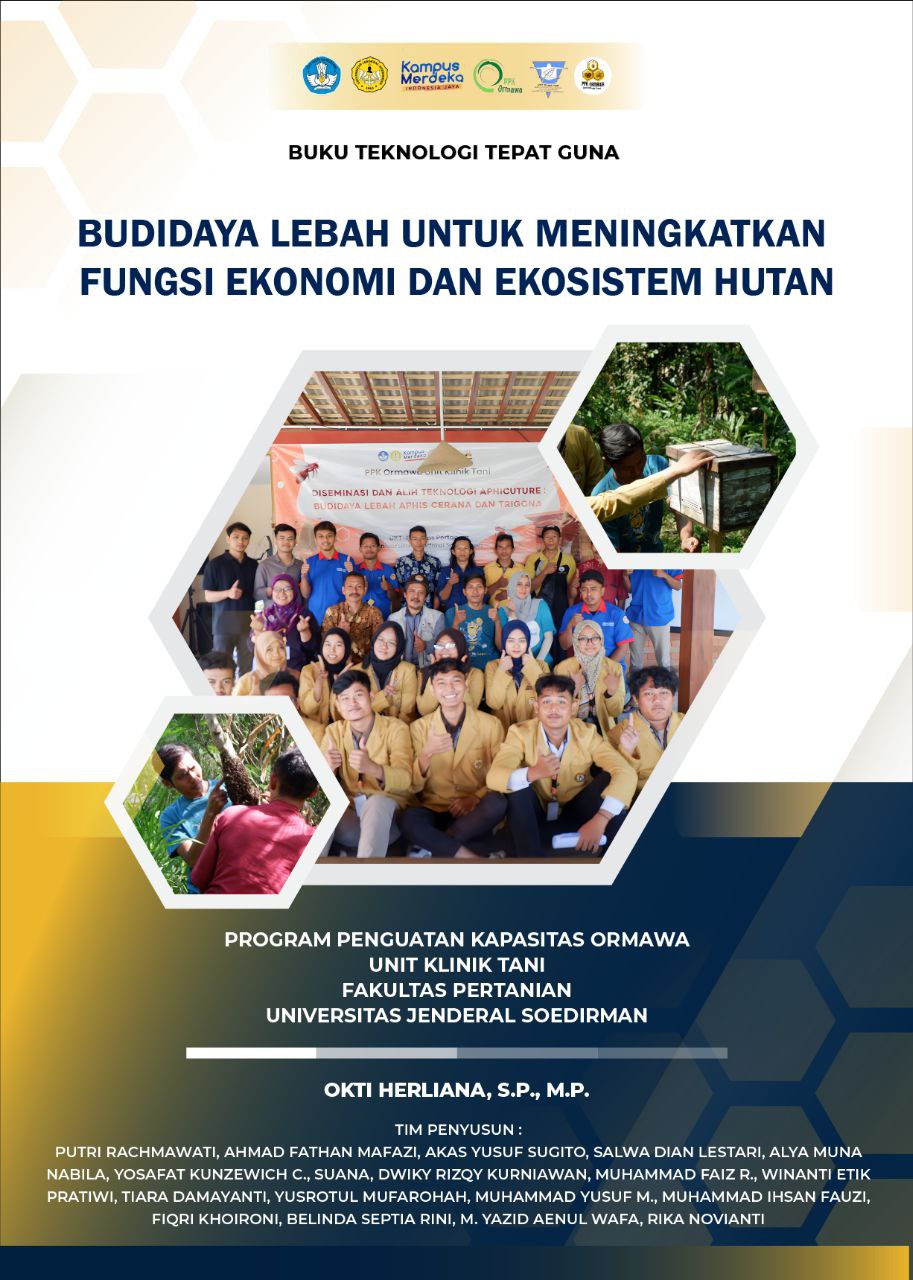 Kampus
Merdeka
INDONESIA JAYA
PPK
Ormawa
BUKU TEKNOLOGI TEPAT GUNA
BUDIDAYA LEBAH UNTUK MENINGKATKAN
FUNGSI EKONOMI DAN EKOSISTEM HUTAN
Kampus
Merdeka
PPK Ormawa Unit Klinik Tani
DISEMINASI DAN ALIH TEKNOLOGI APHICUTURE :
BUDIDAYA LEBAH APHIS CERANA DAN TRIGONA
PROGRAM PENGUATAN KAPASITAS ORMAWA
UNIT KLINIK TANI
FAKULTAS PERTANIAN
UNIVERSITAS JENDERAL SOEDIRMAN
OKTI HERLIANA, S.P., M.P.
TIM PENYUSUN :
PUTRI RACHMAWATI, AHMAD FATHAN MAFAZI, AKAS YUSUF SUGITO, SALWA DIAN LESTARI, ALYA MUNA
NABILA, YOSAFAT KUNZEWICH C., SUANA, DWIKY RIZQY KURNIAWAN, MUHAMMAD FAIZ R., WINANTI ETIK
PRATIWI, TIARA DAMAYANTI, YUSROTUL MUFAROHAH, MUHAMMAD YUSUF M., MUHAMMAD IHSAN FAUZI,
FIQRI KHOIRONI, BELINDA SEPTIA RINI, M. YAZID AENUL WAFA, RIKA NOVIANTI